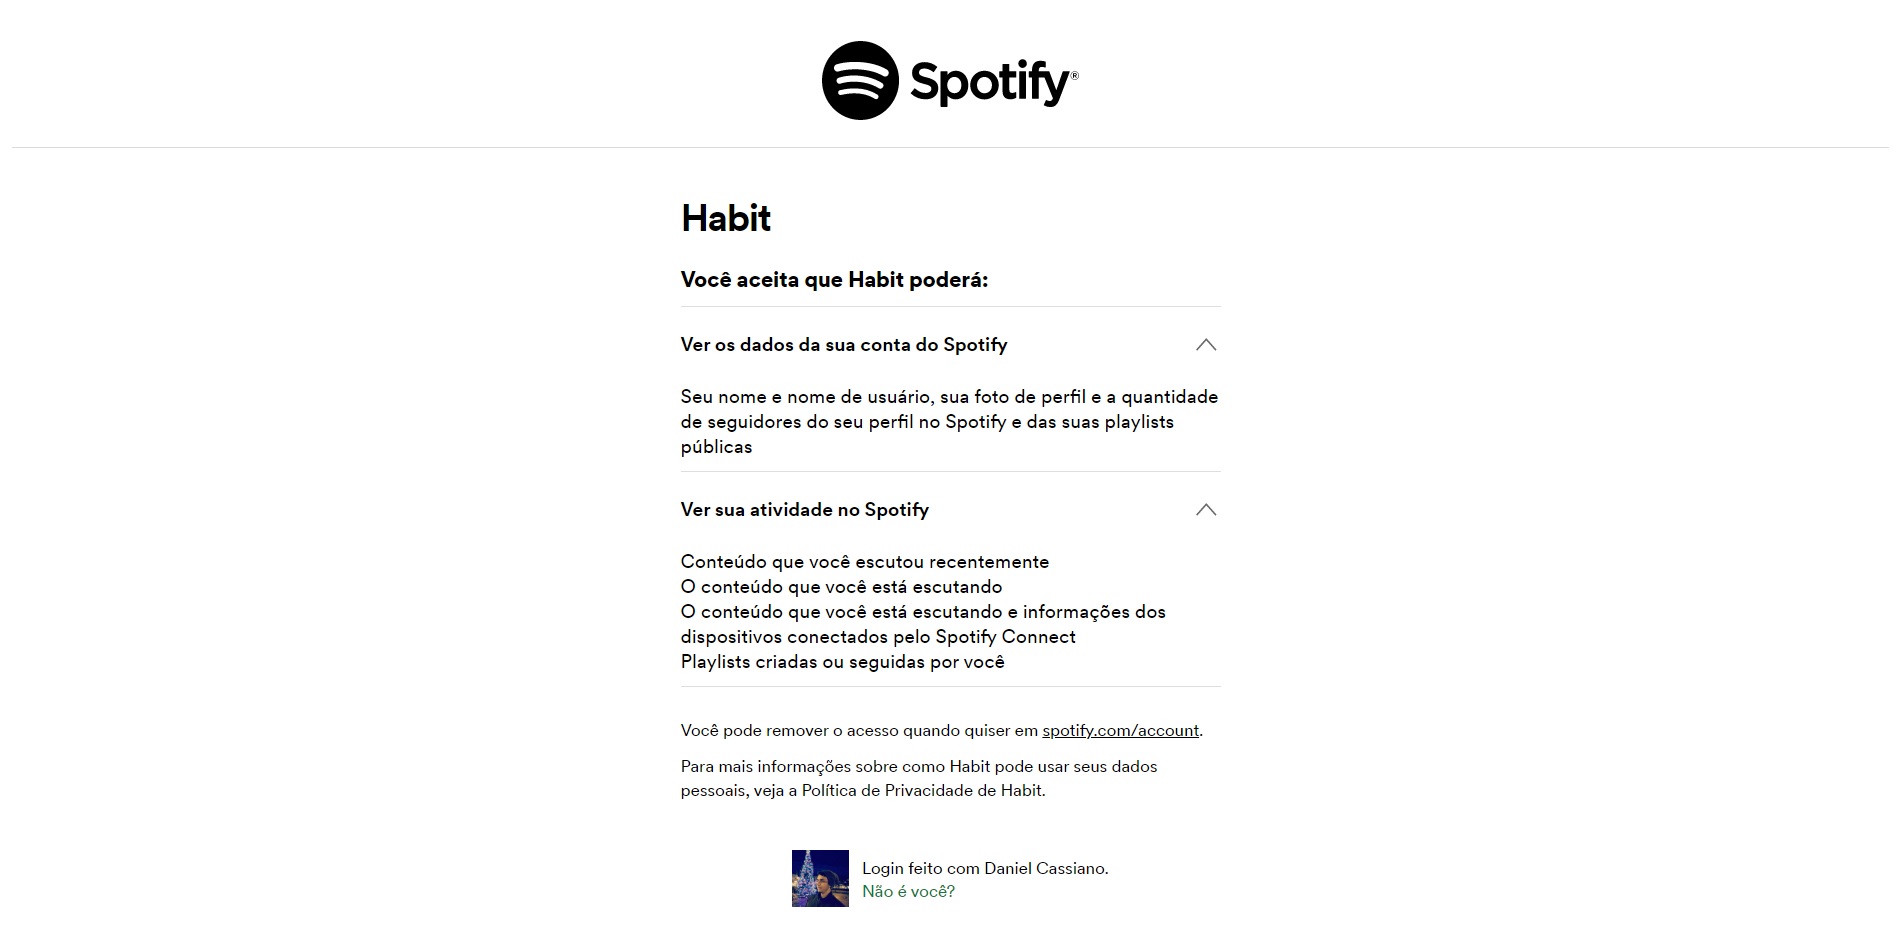 Spotify®
Habit
Você aceita que Habit poderá:
Ver os dados da sua conta do Spotify
Seu nome e nome de usuário, sua foto de perfil e a quantidade
de seguidores do seu perfil no Spotify e das suas playlists
públicas
Ver sua atividade no Spotify
Conteúdo que você escutou recentemente
O conteúdo que você está escutando
O conteúdo que você está escutando e informações dos
dispositivos conectados pelo Spotify Connect
Playlists criadas ou seguidas por você
Você pode remover o acesso quando quiser em spotify.com/account.
Para mais informações sobre como Habit pode usar seus dados
pessoais, veja a Política de Privacidade de Habit.
Login feito com Daniel Cassiano.
Não é você?